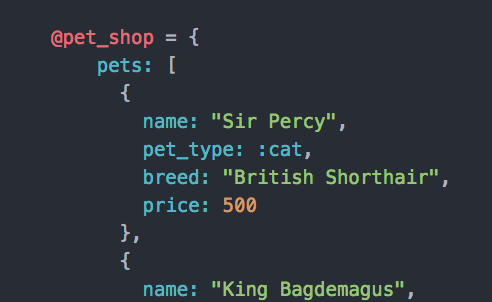 @pet_shop = {
pets: [
{
name: "Sir Percy",
pet_type: :cat,
breed: "British Shorthair",
price: 500
},
{
name: "King Bagdemagus",